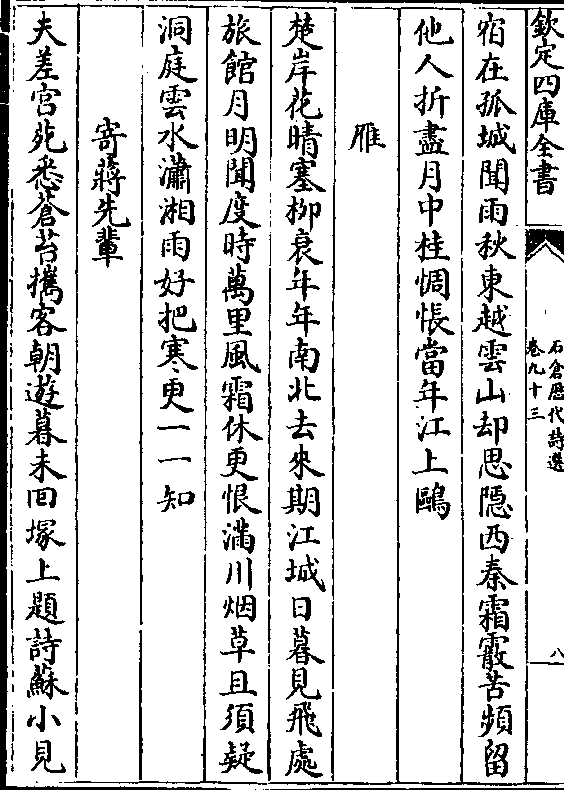 欽定四庫全書
石倉歴代詩選
卷九十三
八
宿在孤城聞雨秋東越雲山却思隠西秦霜霰苦頻留
他人折盡月中桂惆悵當年江上鷗
雁
楚岸花晴塞柳衰年年南北去來期江城日暮見飛處
旅館月明聞度時萬里風霜休更恨滿川烟草且須疑
洞庭雲水瀟湘雨好把寒更一一知
寄蔣先輩
夫差宫苑悉蒼苔攜客朝遊暮未回塚上題詩蘇小見